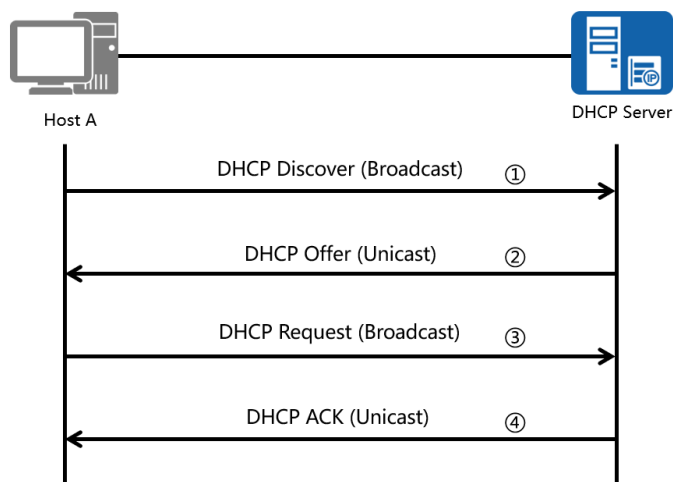 IP
Host A
DHCP Server
DHCP Discover (Broadcast) ①
DHCP Offer (Unicast) ②
DHCP Request (Broadcast) ③
DHCP ACK (Unicast) ④